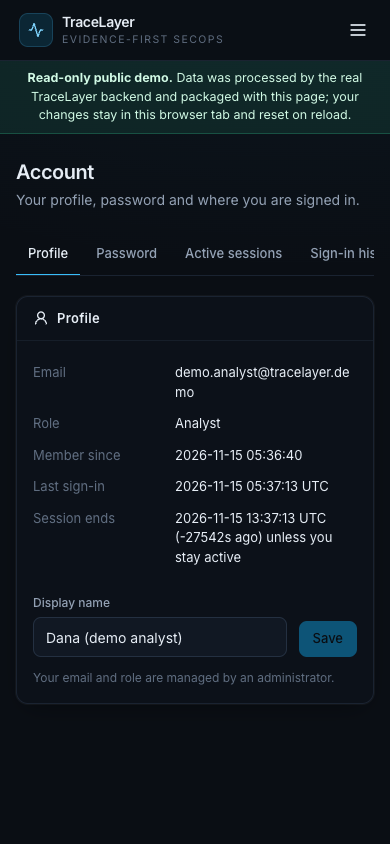 TraceLayer
EVIDENCE-FIRST SECOPS
Read-only public demo. Data was processed by the real
TraceLayer backend and packaged with this page; your
changes stay in this browser tab and reset on reload.
Account
Your profile, password and where you are signed in.
Profile
Password
Active sessions
Sign-in his
Profile
Email
demo.analyst@tracelayer.de
mo
Role
Analyst
Member since
2026-11-15 05:36:40
Last sign-in
2026-11-15 05:37:13 UTC
Session ends
2026-11-15 13:37:13 UTC
(-27542s ago) unless you
stay active
Display name
Dana (demo analyst)
Save
Your email and role are managed by an administrator.